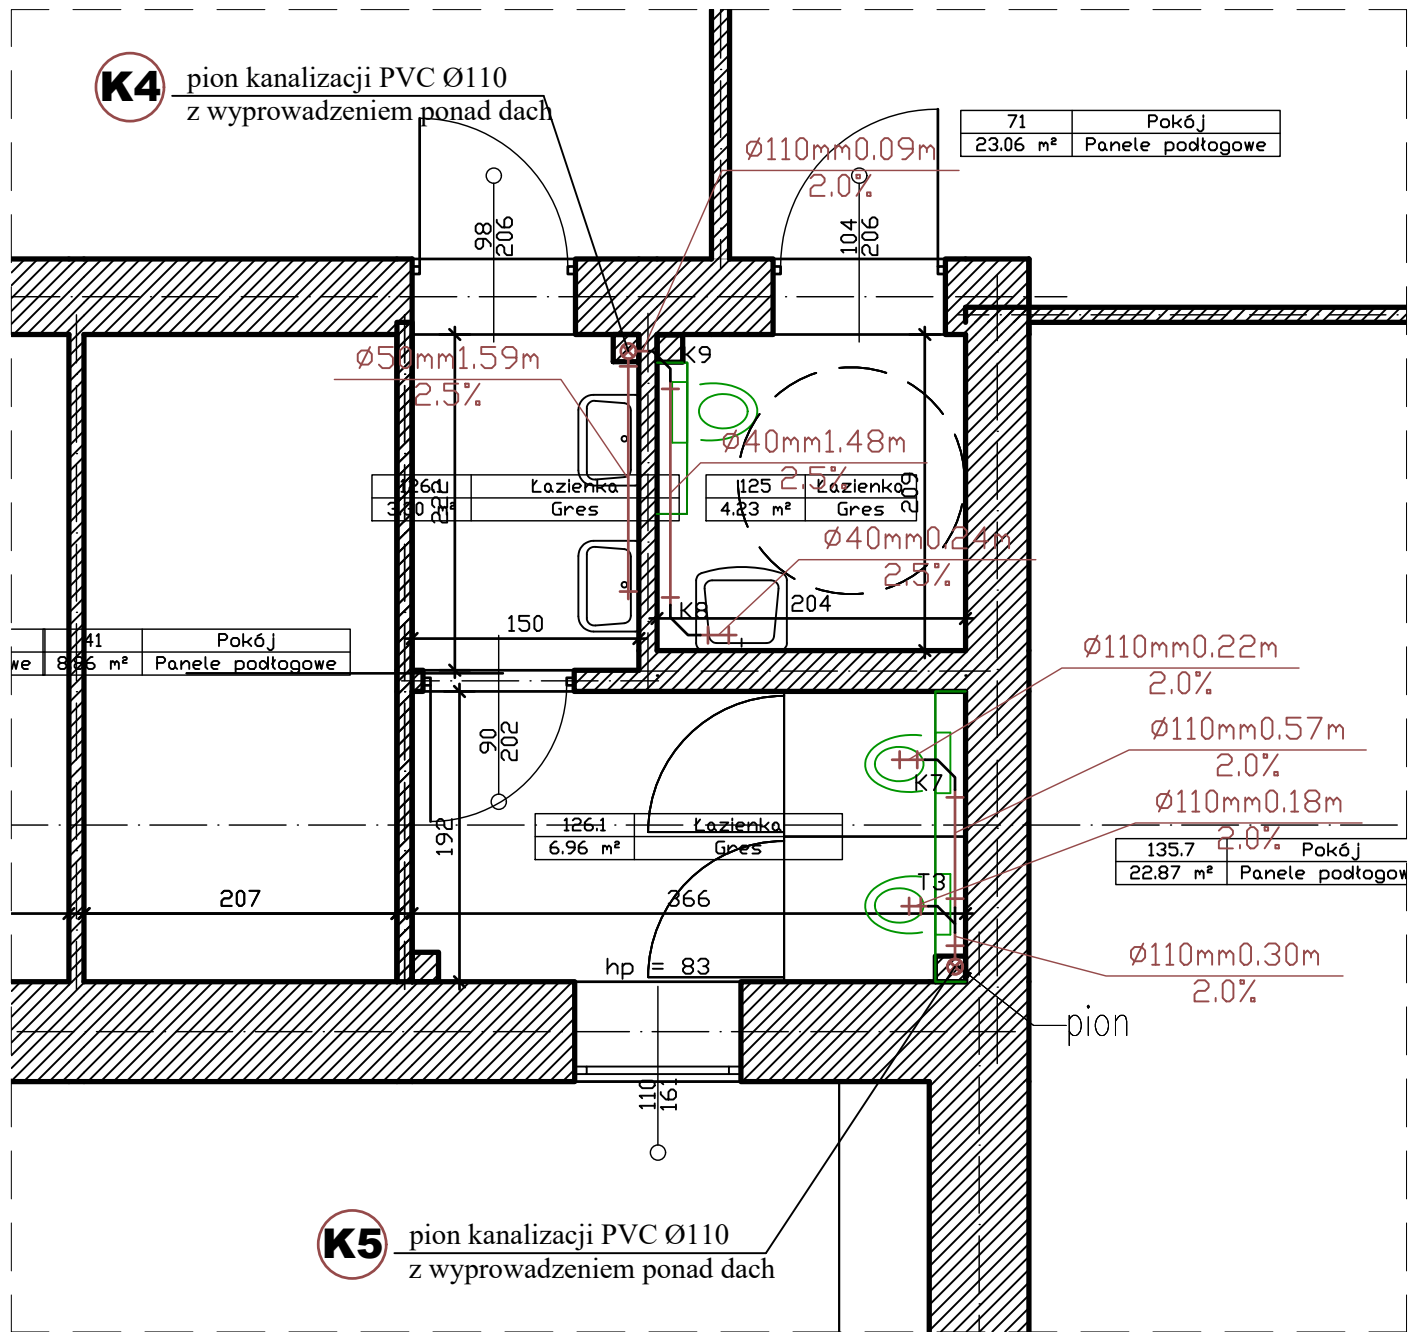 K4
pion kanalizacji PVC Ø110
z wyprowadzeniem ponad dach
Ø110mm0.09m
2.0%
71 Pokój
23.06 m² Panele podłogowe
98
206
104
206
Ø50mm1.59m
2.5%
K9
Ø40mm1.48m
2.5%
126.1 Łazienka
Gres
125 Łazienka
4.23 m² Gres
209
Ø40mm0.24m
2.5%
K8
204
150
41 Pokój
we 8.86 m² Panele podłogowe
Ø110mm0.22m
2.0%
90
202
Ø110mm0.57m
2.0%
K7
Ø110mm0.18m
2.0%
192
126.1 Łazienka
6.96 m² Gres
135.7 Pokój
22.87 m² Panele podłogow
T3
207
366
hp = 83
Ø110mm0.30m
2.0%
pion
110
161
K5
pion kanalizacji PVC Ø110
z wyprowadzeniem ponad dach